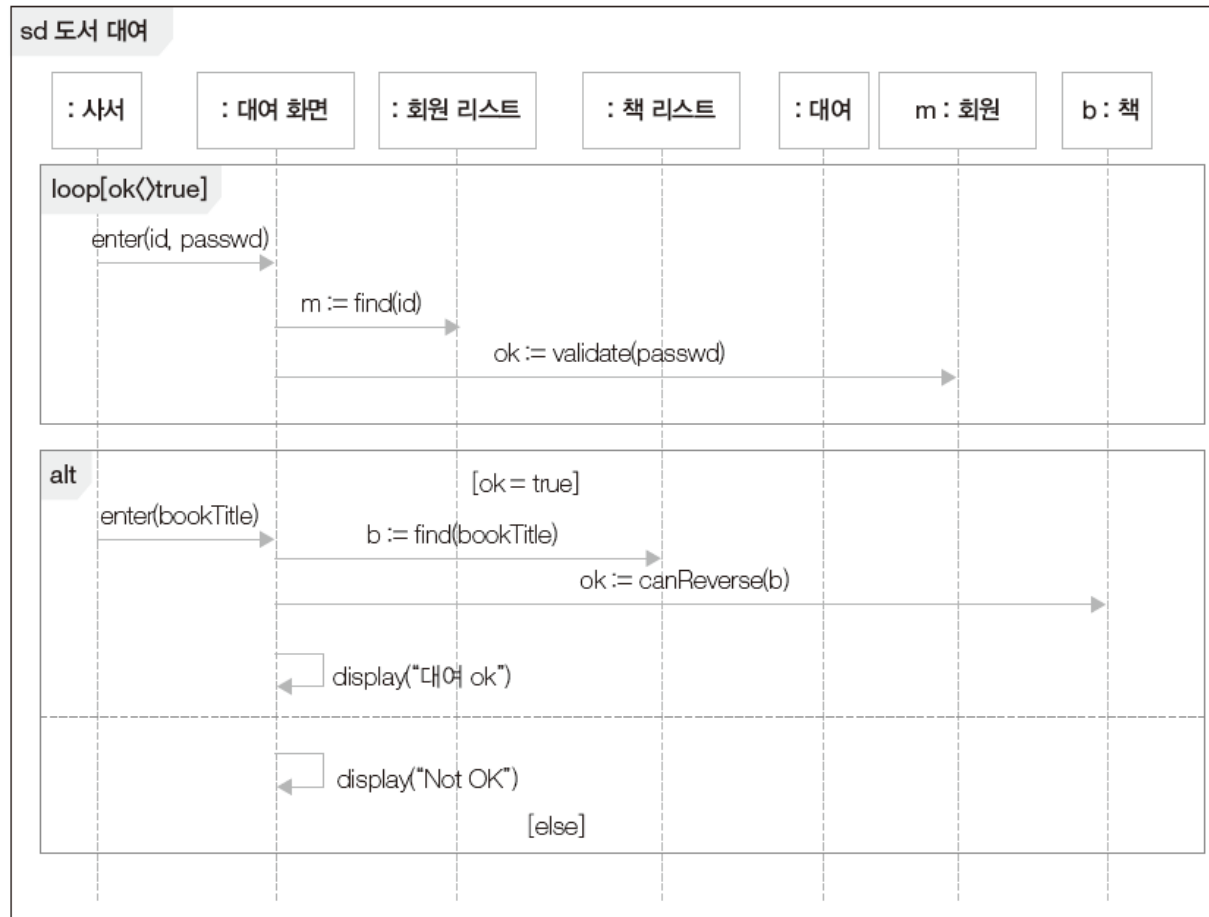 sd 도서 대여
: 사서
: 대여 화면
: 회원 리스트
: 책 리스트
: 대여
m : 회원
b : 책
loop[ok<>true]
enter(id, passwd)
m := find(id)
ok := validate(passwd)
alt
[ok = true]
enter(bookTitle)
b := find(bookTitle)
ok := canReverse(b)
display(“대여 ok”)
display(“Not OK”)
[else]